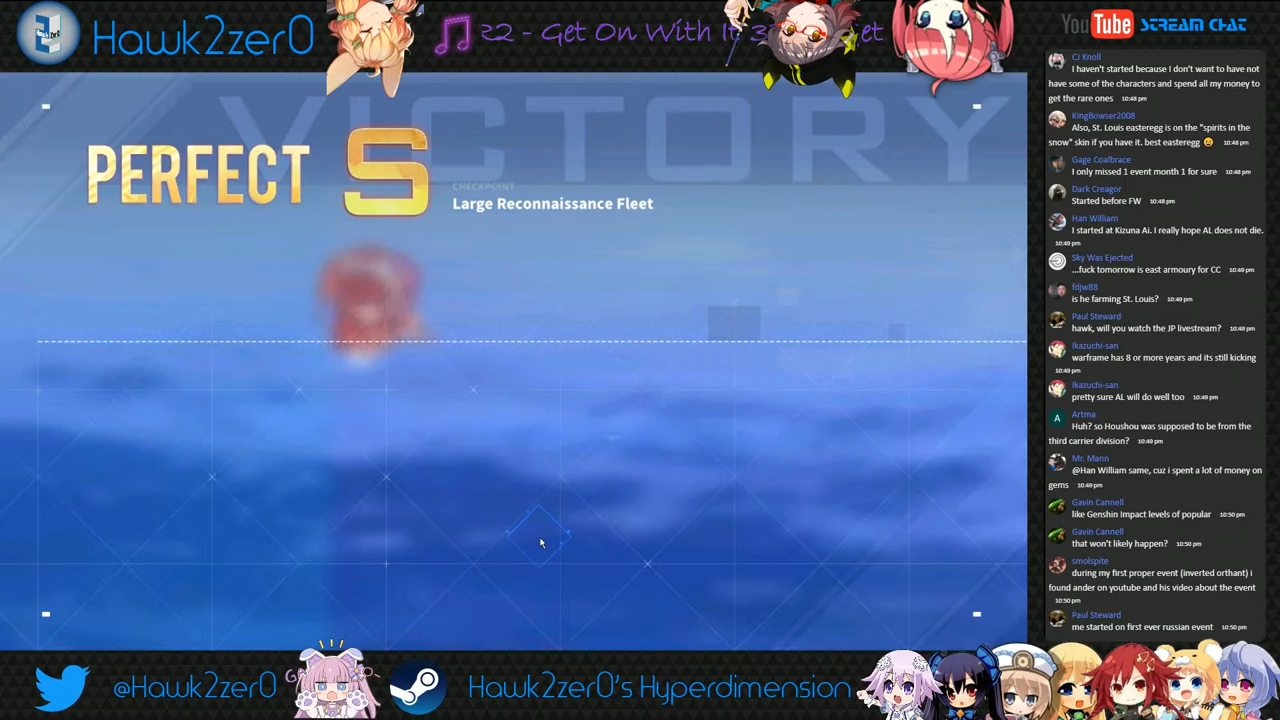 Hawk2zer0
22 - Get On With It
et
You Tube STREAM CHAT
VICTORY
PERFECT S
CHECKPOINT
Large Reconnaissance Fleet
CJ Knoll
I haven't started because I don't want to have not
have some of the characters and spend all my money to
get the rare ones 10:48 pm
KingBowser2008
Also, St. Louis easteregg is on the "spirits in the
snow" skin if you have it. best easteregg 😀 10:48 pm
Gage Coalbrace
I only missed 1 event month 1 for sure 10:48 pm
Dark Creagor
Started before FW 10:48 pm
Han William
I started at Kizuna Ai. I really hope AL does not die.
10:49 pm
Sky Was Ejected
...fuck tomorrow is east armoury for CC 10:49 pm
fdjw88
is he farming St. Louis? 10:49 pm
Paul Steward
hawk, will you watch the JP livestream? 10:49 pm
Ikazuchi-san
warframe has 8 or more years and its still kicking
10:49 pm
Ikazuchi-san
pretty sure AL will do well too 10:49 pm
A
Artma
Huh? so Houshou was supposed to be from the
third carrier division? 10:49 pm
Mr. Mann
@Han William same, cuz i spent a lot of money on
gems 10:49 pm
Gavin Cannell
like Genshin Impact levels of popular 10:50 pm
Gavin Cannell
that won't likely happen? 10:50 pm
smolspite
during my first proper event (inverted orthant) i
found ander on youtube and his video about the event
10:50 pm
Paul Steward
me started on first ever russian event 10:50 pm
@Hawk2zer0
Hawk2zer0's Hyperdimension